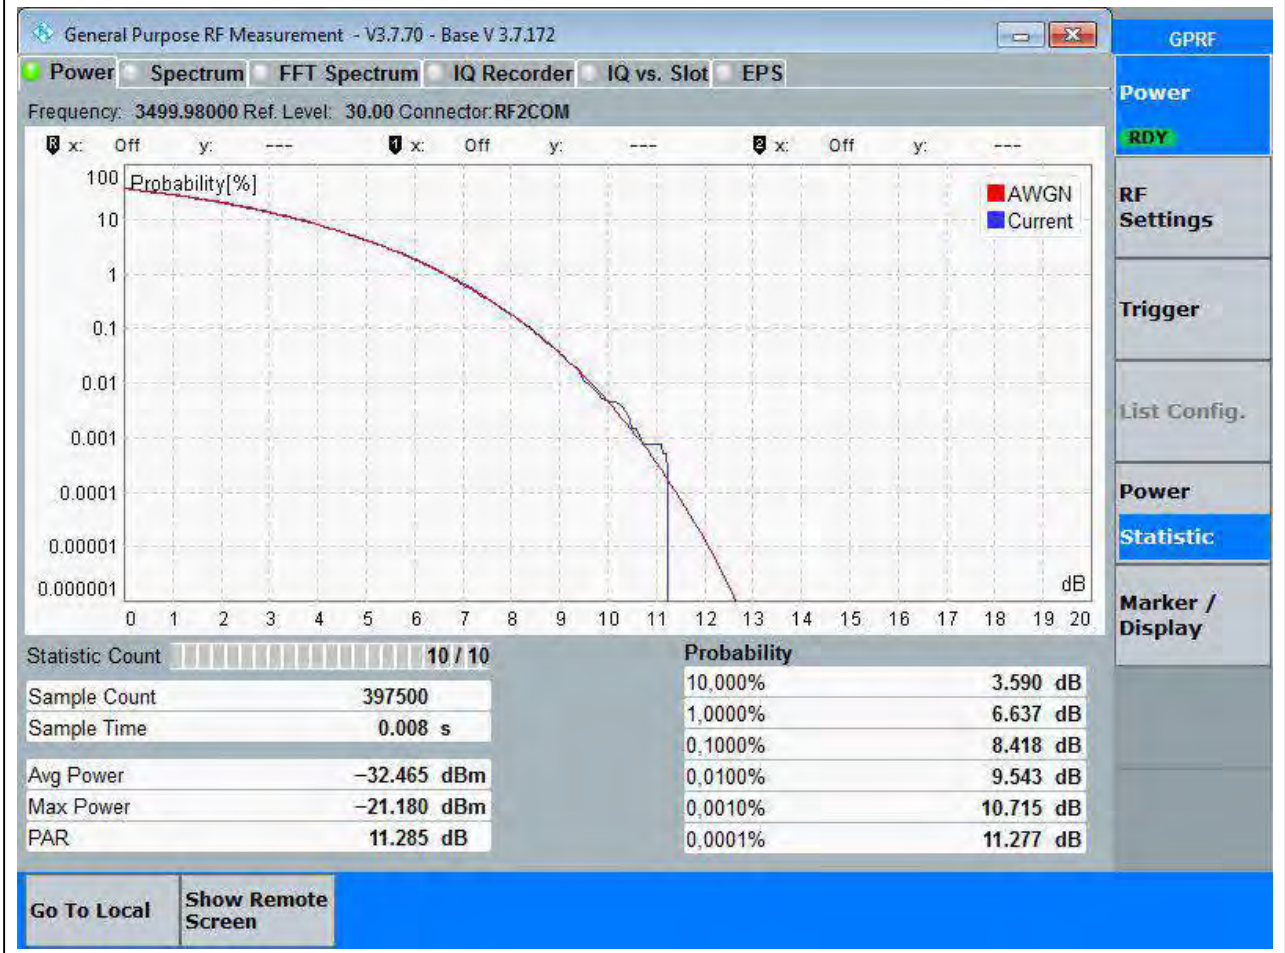 General Purpose RF Measurement - V3.7.70 - Base V 3.7.172
GPRF
Power Spectrum FFT Spectrum IQ Recorder IQ vs. Slot EPS
Frequency: 3499.98000 Ref. Level: 30.00 Connector:RF2COM
R x: Off y: --- 1 x: Off y: --- 2 x: Off y: ---
Probability[%]
AWGN
Current
100
10
1
0.1
0.01
0.001
0.0001
0.00001
0.000001
dB
0 1 2 3 4 5 6 7 8 9 10 11 12 13 14 15 16 17 18 19 20
Statistic Count 10 / 10
Sample Count 397500
Sample Time 0.008 s
Avg Power −32.465 dBm
Max Power −21.180 dBm
PAR 11.285 dB
Probability
10,000% 3.590 dB
1,0000% 6.637 dB
0,1000% 8.418 dB
0,0100% 9.543 dB
0,0010% 10.715 dB
0,0001% 11.277 dB
Power
RDY
RF
Settings
Trigger
List Config.
Power
Statistic
Marker /
Display
Go To Local
Show Remote
Screen